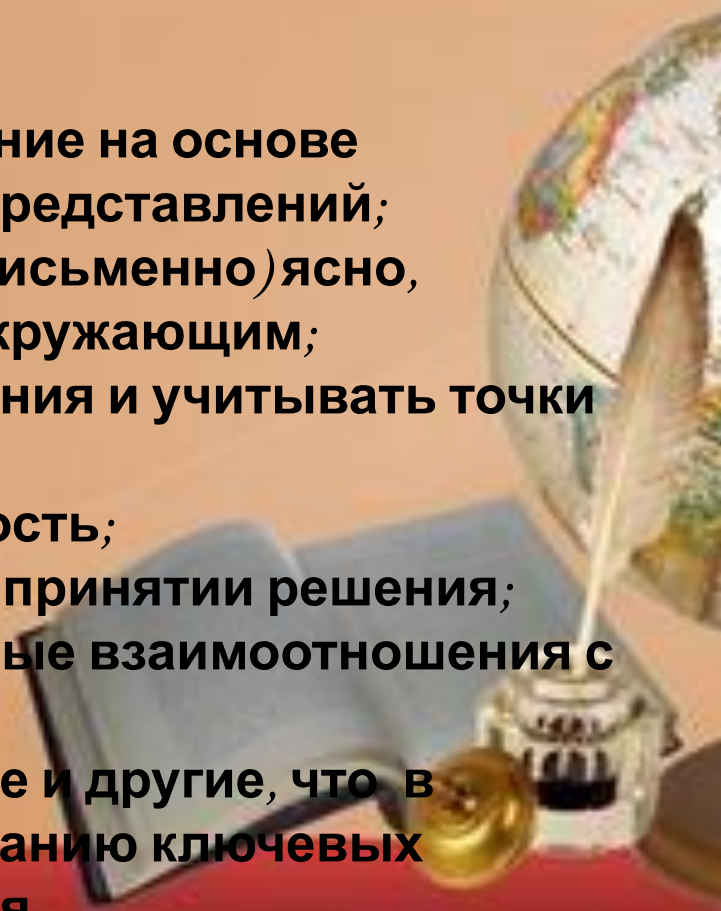 ние на основе
редставлений;
исьменно) ясно,
кружающим;
ния и учитывать точки
ость;
принятии решения;
ые взаимоотношения с
е и другие, что в
анию ключевых
я